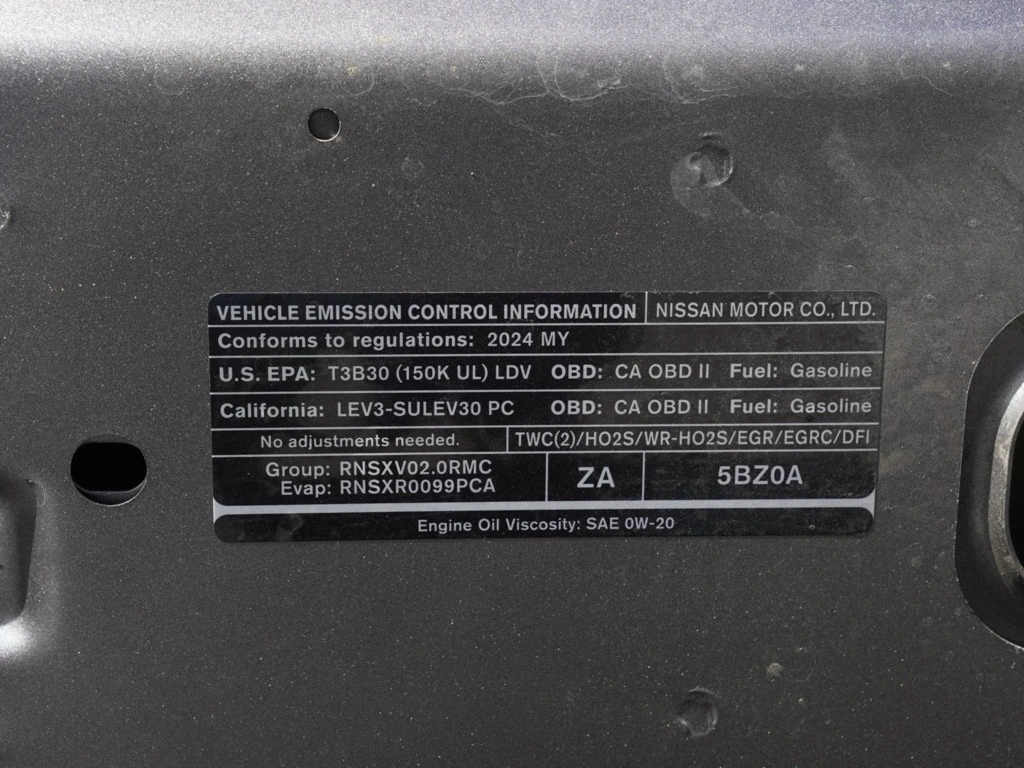 VEHICLE EMISSION CONTROL INFORMATION NISSAN MOTOR CO., LTD.
Conforms to regulations: 2024 MY
U.S. EPA: T3B30 (150K UL) LDV OBD: CA OBD II Fuel: Gasoline
California: LEV3-SULEV30 PC OBD: CA OBD II Fuel: Gasoline
No adjustments needed. TWC(2)/HO2S/WR-HO2S/EGR/EGRC/DFI
Group: RNSXV02.0RMC
Evap: RNSXR0099PCA
ZA
5BZ0A
Engine Oil Viscosity: SAE 0W-20